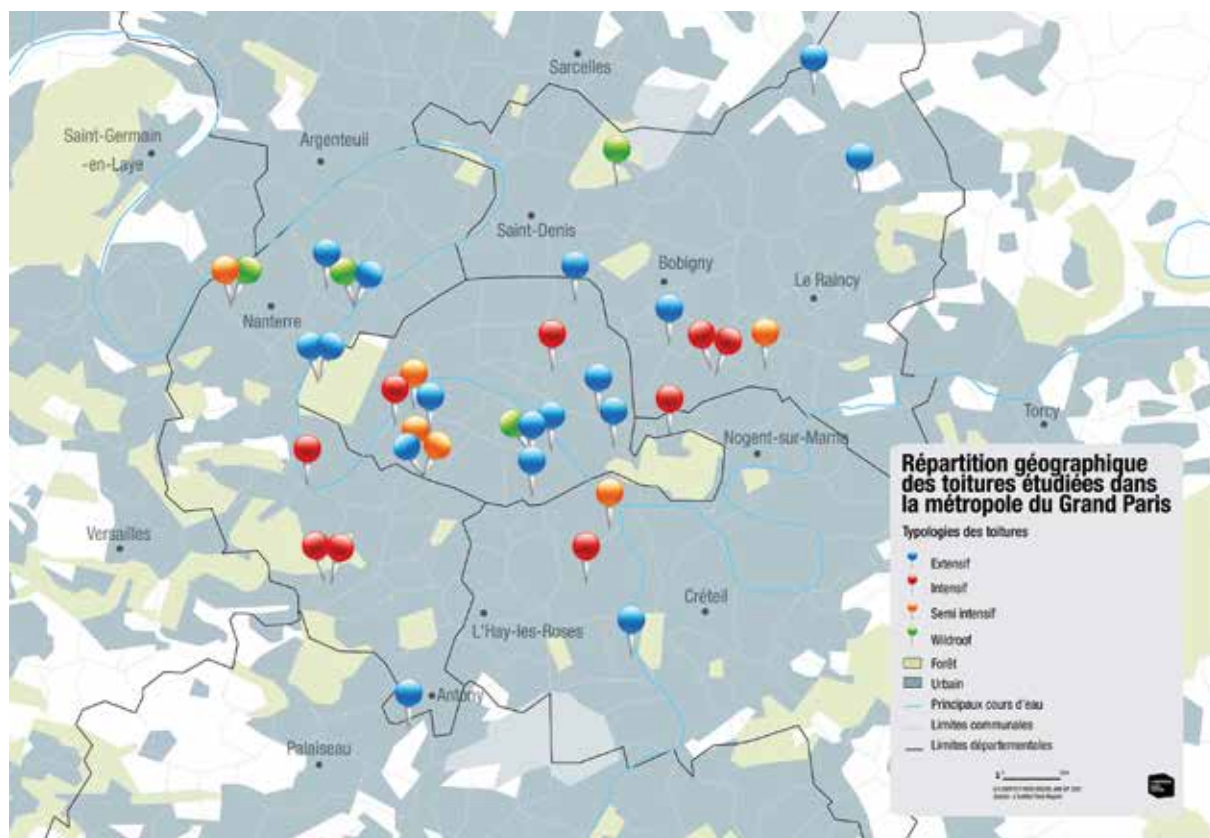 Sarcelles
Saint-Germain
-en-Laye
Argenteuil
Saint-Denis
Bobigny
Le Raincy
Nanterre
Torcy
Nogent-sur-Marne
Versailles
Créteil
L'Hay-les-Roses
Antony
Palaiseau
Répartition géographique
des toitures étudiées dans
la métropole du Grand Paris
Typologies des toitures
Extensif
Intensif
Semi intensif
Wildroof
Forêt
Urbain
Principaux cours d'eau
Limites communales
Limites départementales